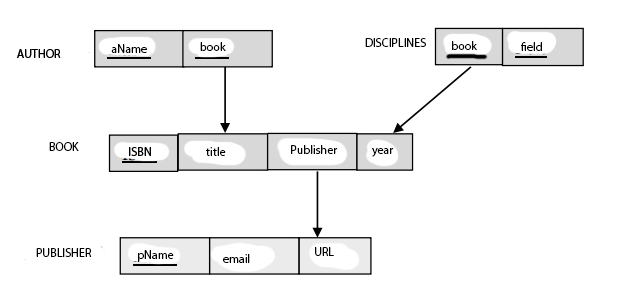 AUTHOR aName book
DISCIPLINES book field
BOOK ISBN title Publisher year
PUBLISHER pName email URL